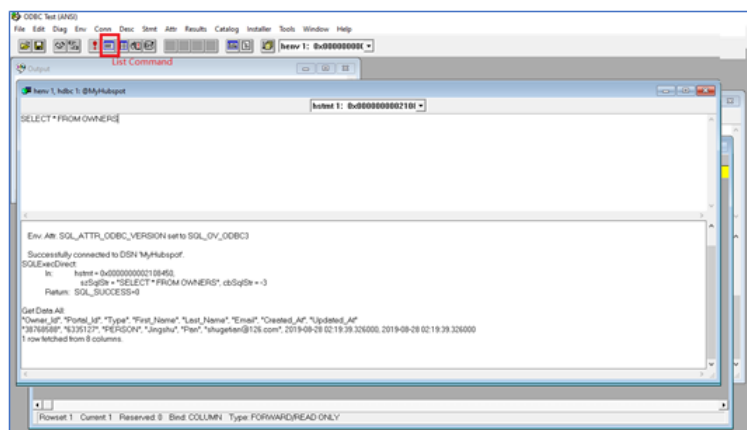 ODBC Test (ANSI)
File Edit Diag Env Conn Desc Stmt Attr Results Catalog Installer Tools Window Help
henv 1: 0x00000000(
List Command
Output
henv 1, hdbc 1: @MyHubspot
hstmt 1: 0x0000000002108(
SELECT * FROM OWNERS
Env. Attr. SQL_ATTR_ODBC_VERSION set to SQL_OV_ODBC3
Successfully connected to DSN 'MyHubspot'.
SQLExecDirect:
In: hstmt = 0x0000000002108450,
szSqlStr = "SELECT * FROM OWNERS", cbSqlStr = -3
Return: SQL_SUCCESS=0
Get Data All:
"Owner_Id", "Portal_Id", "Type", "First_Name", "Last_Name", "Email", "Created_At", "Updated_At"
"38768588", "6335127", "PERSON", "Jingshu", "Pan", "shugetian@126.com", 2019-08-28 02:19:39.326000, 2019-08-28 02:19:39.326000
1 row fetched from 8 columns.
Rowset:1 Current:1 Reserved:0 Bind:COLUMN Type:FORWARD/READ ONLY